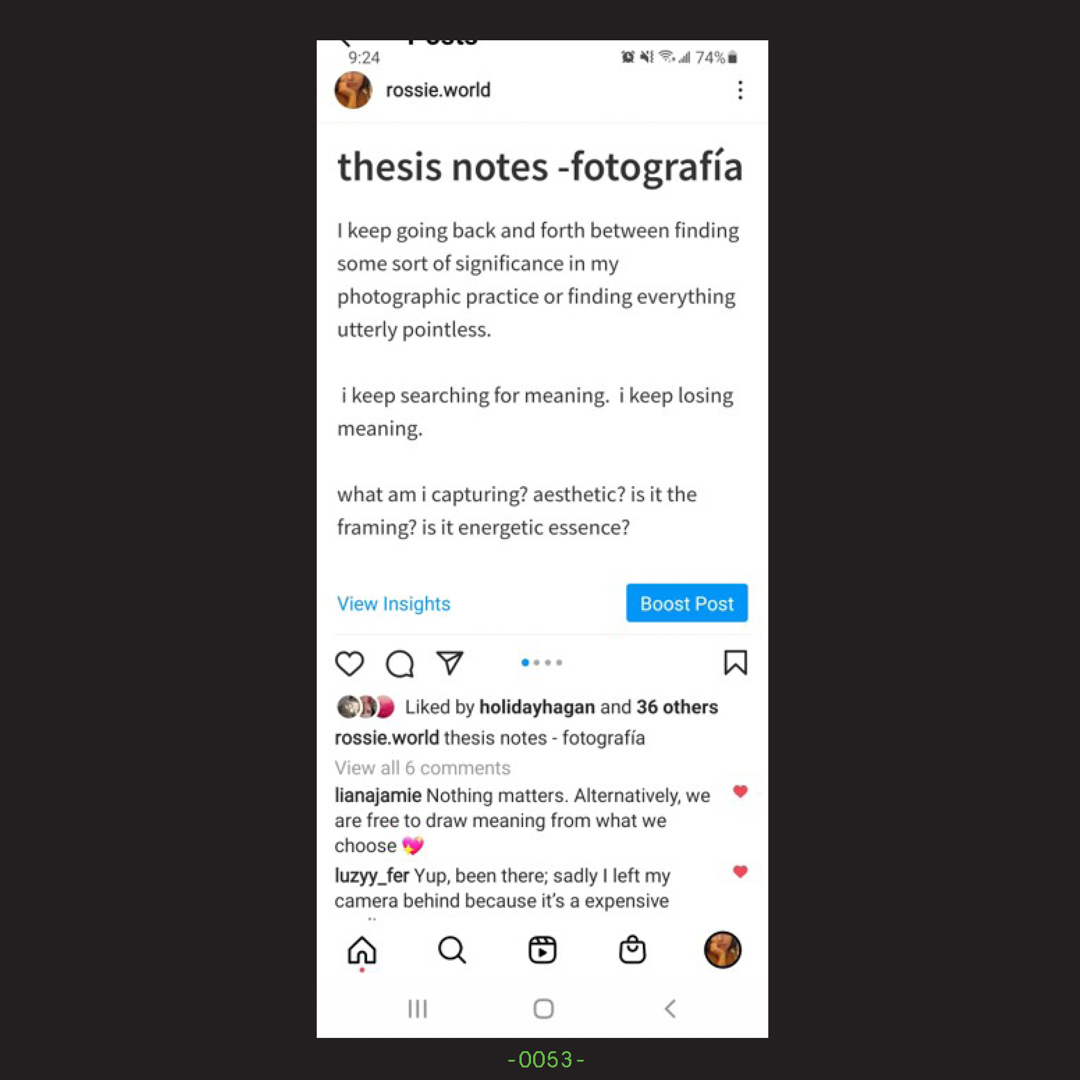 Posts
9:24
74%
rossie.world
thesis notes -fotografía
I keep going back and forth between finding
some sort of significance in my
photographic practice or finding everything
utterly pointless.
i keep searching for meaning.  i keep losing
meaning.
what am i capturing? aesthetic? is it the
framing? is it energetic essence?
View Insights
Boost Post
Liked by holidayhagan and 36 others
rossie.world thesis notes - fotografía
View all 6 comments
lianajamie Nothing matters. Alternatively, we
are free to draw meaning from what we
choose 💖
luzyy_fer Yup, been there; sadly I left my
camera behind because it’s a expensive
-0053-